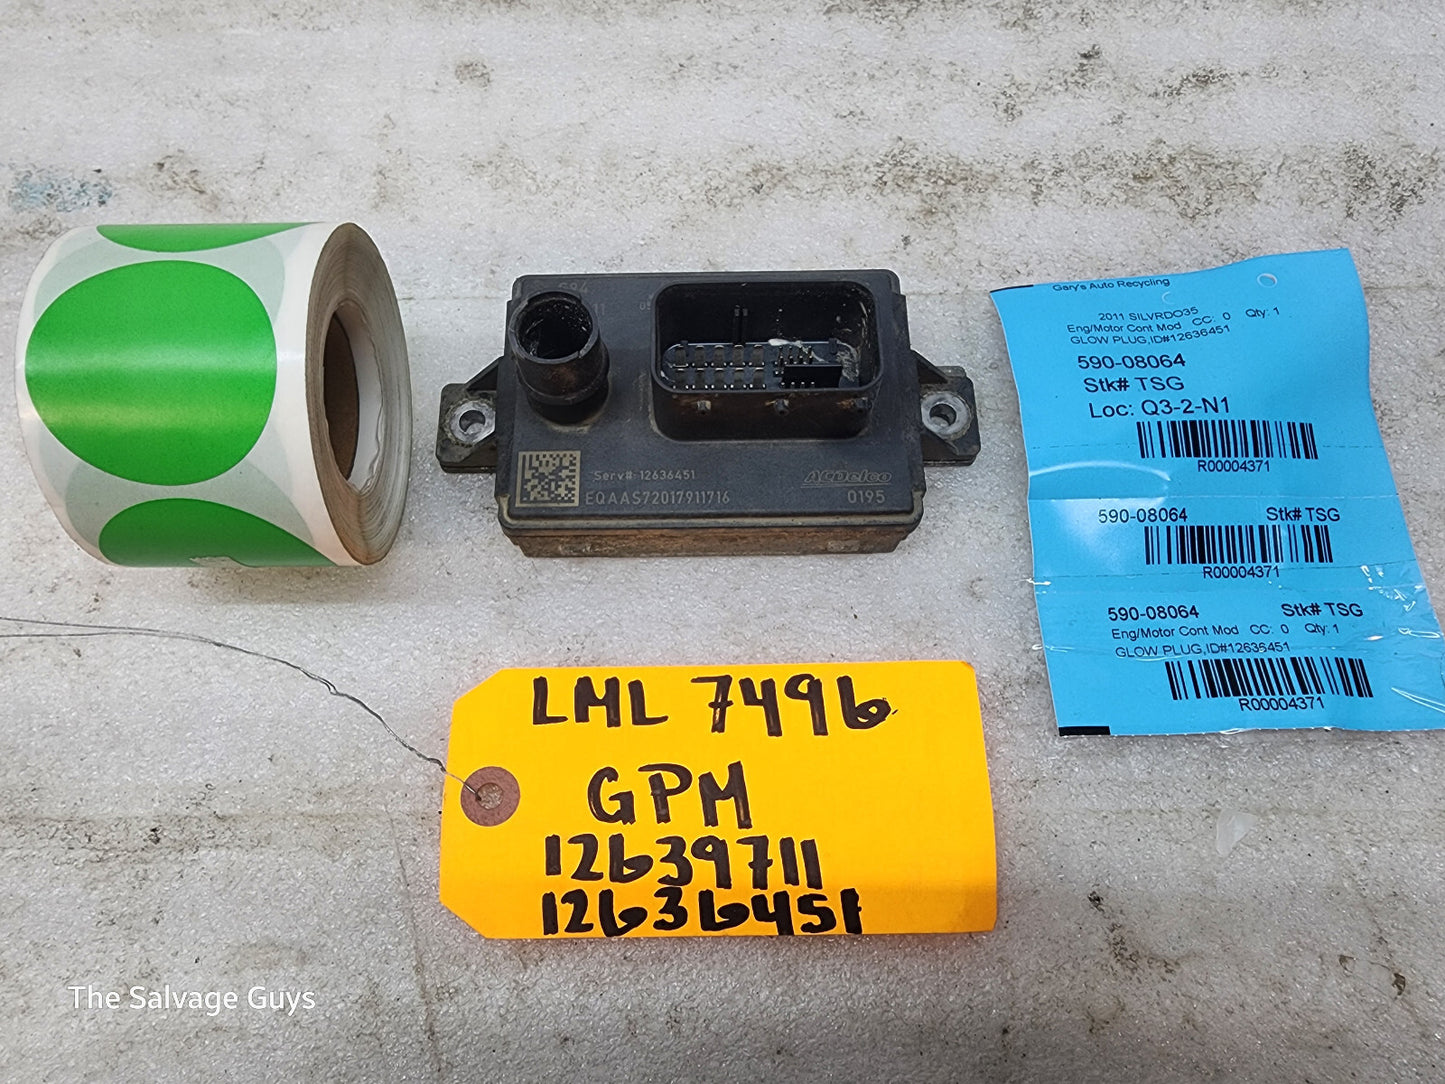 Gary's Auto Recycling
2011 SILVRDO35
Eng/Motor Cont Mod CC: 0 Qty: 1
GLOW PLUG,ID#12636451
590-08064
Stk# TSG
Loc: Q3-2-N1
R00004371
590-08064 Stk# TSG
R00004371
590-08064 Stk# TSG
Eng/Motor Cont Mod CC: 0 Qty: 1
GLOW PLUG,ID#12636451
R00004371
Serv#: 12636451
ACDelco
EQAAS72017911716
0195
LML 7496
GPM
12639711
12636451
The Salvage Guys